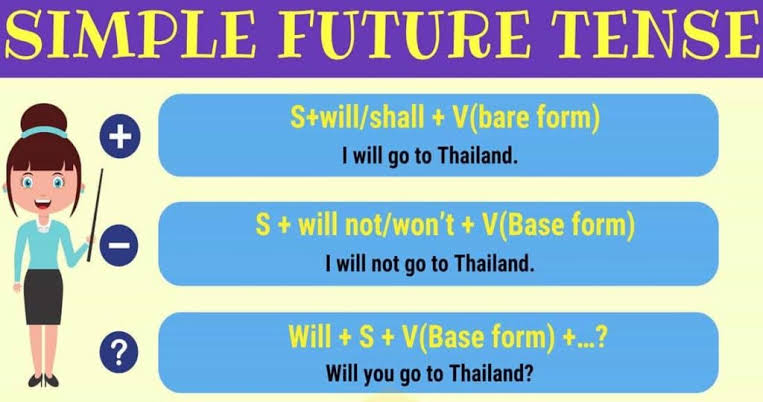 SIMPLE FUTURE TENSE
+
S+will/shall + V(bare form)
I will go to Thailand.
−
S + will not/won't + V(Base form)
I will not go to Thailand.
?
Will + S + V(Base form) +...?
Will you go to Thailand?